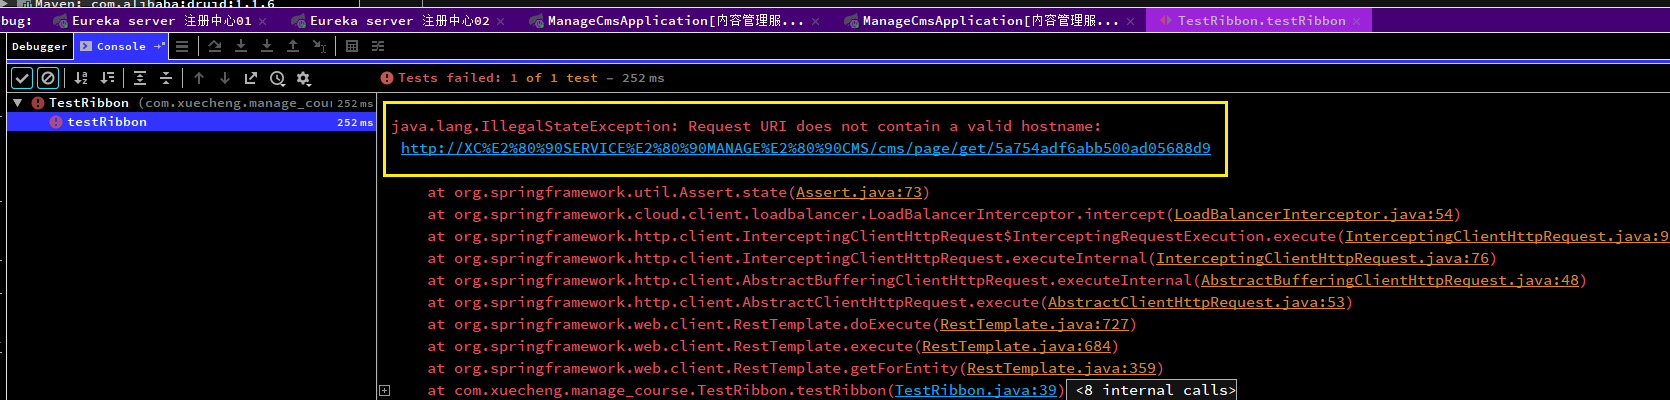 Maven: com.alibaba:druid:1.1.6
bug: Eureka server 注册中心01 × Eureka server 注册中心02 × ManageCmsApplication[内容管理服... × ManageCmsApplication[内容管理服... × TestRibbon.testRibbon ×
Debugger Console
Tests failed: 1 of 1 test – 252 ms
TestRibbon (com.xuecheng.manage_cou 252 ms
testRibbon 252 ms
java.lang.IllegalStateException: Request URI does not contain a valid hostname:
http://XC%E2%80%90SERVICE%E2%80%90MANAGE%E2%80%90CMS/cms/page/get/5a754adf6abb500ad05688d9
at org.springframework.util.Assert.state(Assert.java:73)
at org.springframework.cloud.client.loadbalancer.LoadBalancerInterceptor.intercept(LoadBalancerInterceptor.java:54)
at org.springframework.http.client.InterceptingClientHttpRequest$InterceptingRequestExecution.execute(InterceptingClientHttpRequest.java:9
at org.springframework.http.client.InterceptingClientHttpRequest.executeInternal(InterceptingClientHttpRequest.java:76)
at org.springframework.http.client.AbstractBufferingClientHttpRequest.executeInternal(AbstractBufferingClientHttpRequest.java:48)
at org.springframework.http.client.AbstractClientHttpRequest.execute(AbstractClientHttpRequest.java:53)
at org.springframework.web.client.RestTemplate.doExecute(RestTemplate.java:727)
at org.springframework.web.client.RestTemplate.execute(RestTemplate.java:684)
at org.springframework.web.client.RestTemplate.getForEntity(RestTemplate.java:359)
at com.xuecheng.manage_course.TestRibbon.testRibbon(TestRibbon.java:39) <8 internal calls>